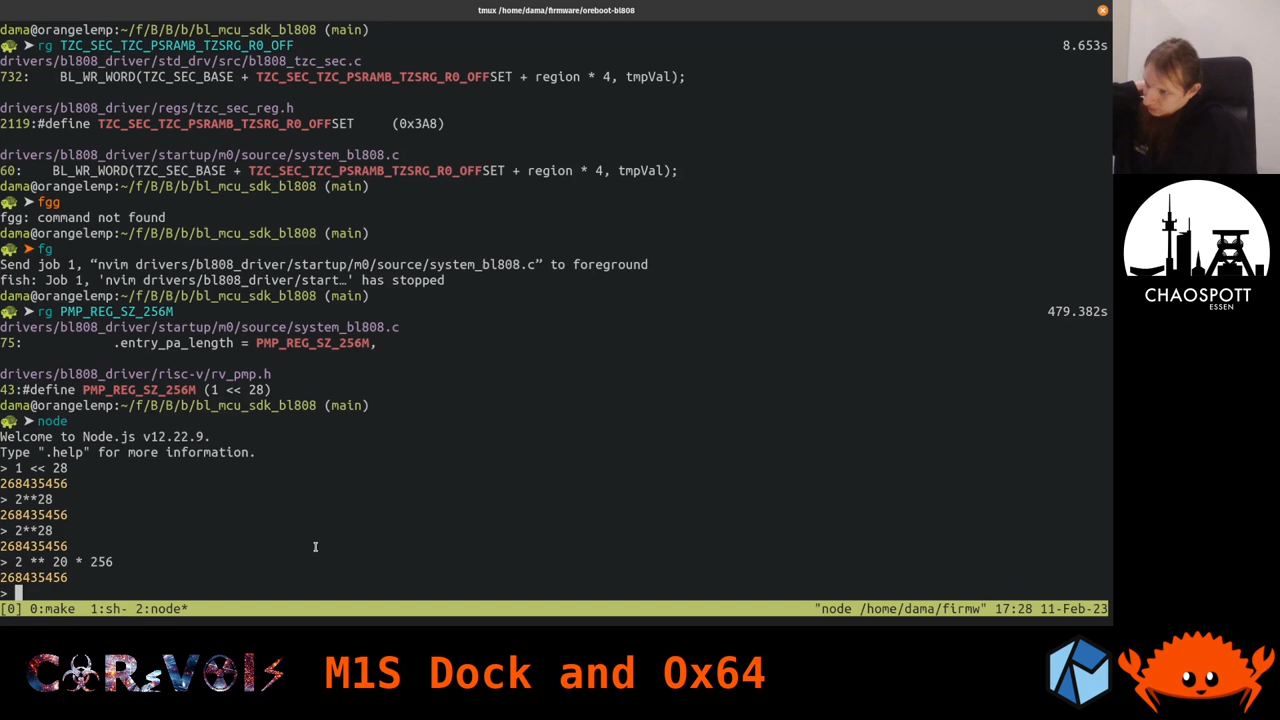 tmux /home/dama/firmware/oreboot-bl808
dama@orangelemp:~/f/B/B/b/bl_mcu_sdk_bl808 (main)
➤ rg TZC_SEC_TZC_PSRAMB_TZSRG_R0_OFF 8.653s
drivers/bl808_driver/std_drv/src/bl808_tzc_sec.c
732: BL_WR_WORD(TZC_SEC_BASE + TZC_SEC_TZC_PSRAMB_TZSRG_R0_OFFSET + region * 4, tmpVal);
drivers/bl808_driver/regs/tzc_sec_reg.h
2119:#define TZC_SEC_TZC_PSRAMB_TZSRG_R0_OFFSET (0x3A8)
drivers/bl808_driver/startup/m0/source/system_bl808.c
60: BL_WR_WORD(TZC_SEC_BASE + TZC_SEC_TZC_PSRAMB_TZSRG_R0_OFFSET + region * 4, tmpVal);
dama@orangelemp:~/f/B/B/b/bl_mcu_sdk_bl808 (main)
➤ fgg
fgg: command not found
dama@orangelemp:~/f/B/B/b/bl_mcu_sdk_bl808 (main)
➤ fg
Send job 1, “nvim drivers/bl808_driver/startup/m0/source/system_bl808.c” to foreground
fish: Job 1, 'nvim drivers/bl808_driver/start…' has stopped
dama@orangelemp:~/f/B/B/b/bl_mcu_sdk_bl808 (main)
➤ rg PMP_REG_SZ_256M 479.382s
drivers/bl808_driver/startup/m0/source/system_bl808.c
75: .entry_pa_length = PMP_REG_SZ_256M,
drivers/bl808_driver/risc-v/rv_pmp.h
43:#define PMP_REG_SZ_256M (1 << 28)
dama@orangelemp:~/f/B/B/b/bl_mcu_sdk_bl808 (main)
➤ node
Welcome to Node.js v12.22.9.
Type ".help" for more information.
> 1 << 28
268435456
> 2**28
268435456
> 2**28
268435456
> 2 ** 20 * 256
268435456
>
[0] 0:make 1:sh- 2:node* "node /home/dama/firmw" 17:28 11-Feb-23
CHAOSPOTT
ESSEN
M1S Dock and Ox64